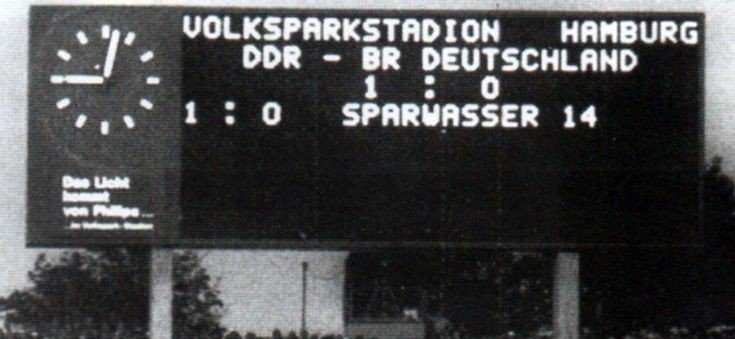 VOLKSPARKSTADION HAMBURG
DDR - BR DEUTSCHLAND
1 : 0
1 : 0 SPARWASSER 14
Das Licht
kommt
von Philips...